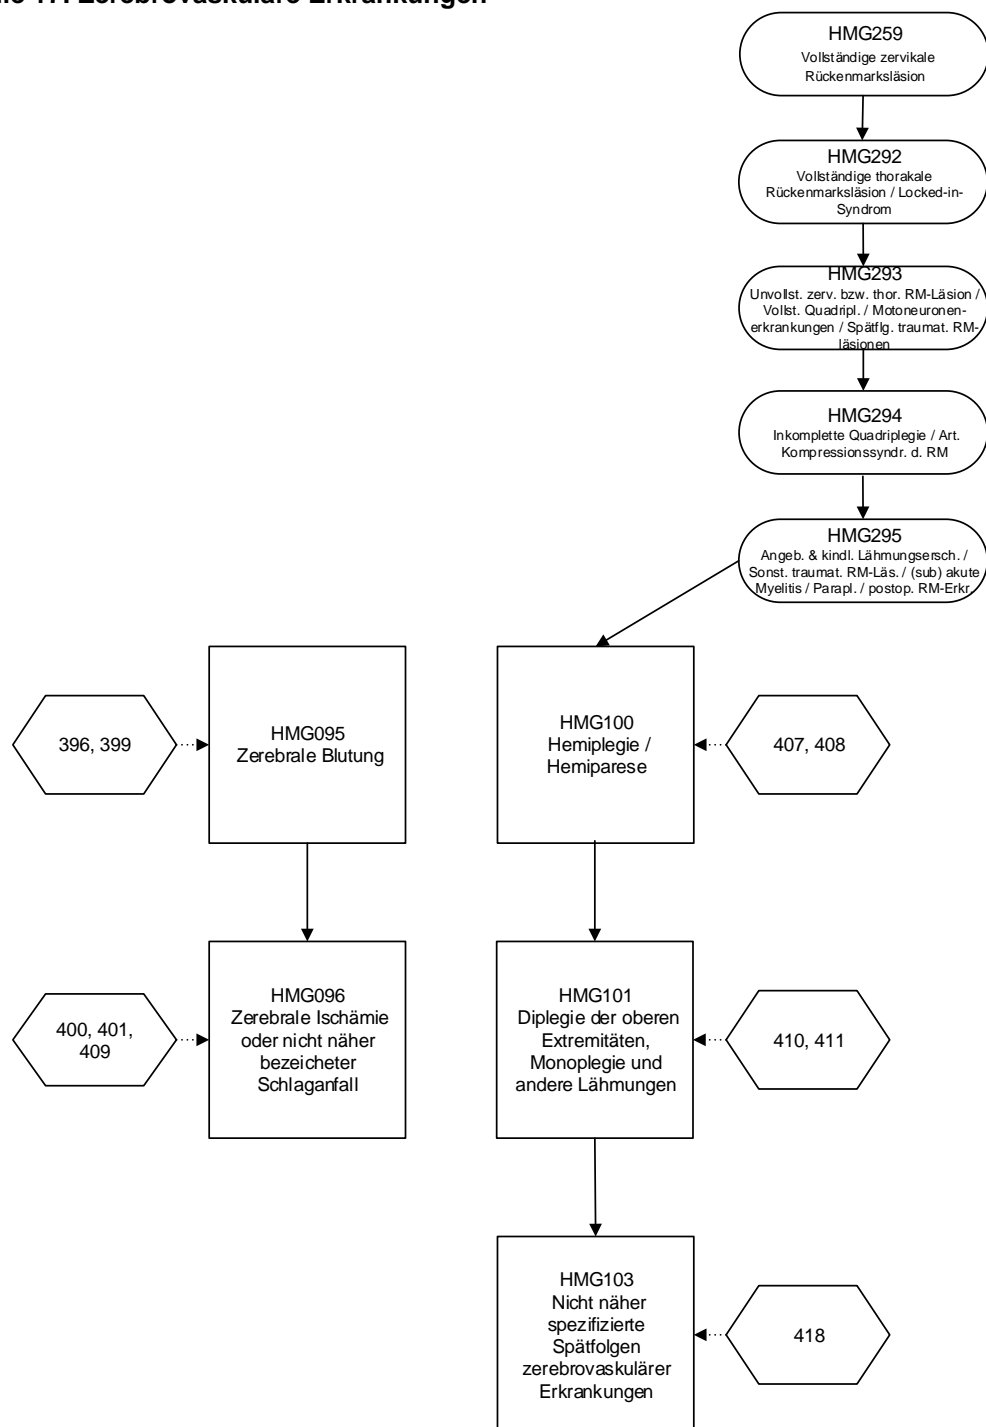 17: Zerebrovaskuläre Erkrankungen
HMG259
Vollständige zervikale
Rückenmarksläsion
HMG292
Vollständige thorakale
Rückenmarksläsion / Locked-in-
Syndrom
HMG293
Unvollst. zerv. bzw. thor. RM-Läsion /
Vollst. Quadripl. / Motoneuronen-
erkrankungen / Spätflg. traumat. RM-
läsionen
HMG294
Inkomplette Quadriplegie / Art.
Kompressionssyndr. d. RM
HMG295
Angeb. & kindl. Lähmungsersch. /
Sonst. traumat. RM-Läs. / (sub) akute
Myelitis / Parapl. / postop. RM-Erkr.
396, 399
HMG095
Zerebrale Blutung
HMG100
Hemiplegie /
Hemiparese
407, 408
400, 401,
409
HMG096
Zerebrale Ischämie
oder nicht näher
bezeicheter
Schlaganfall
HMG101
Diplegie der oberen
Extremitäten,
Monoplegie und
andere Lähmungen
410, 411
HMG103
Nicht näher
spezifizierte
Spätfolgen
zerebrovaskulärer
Erkrankungen
418